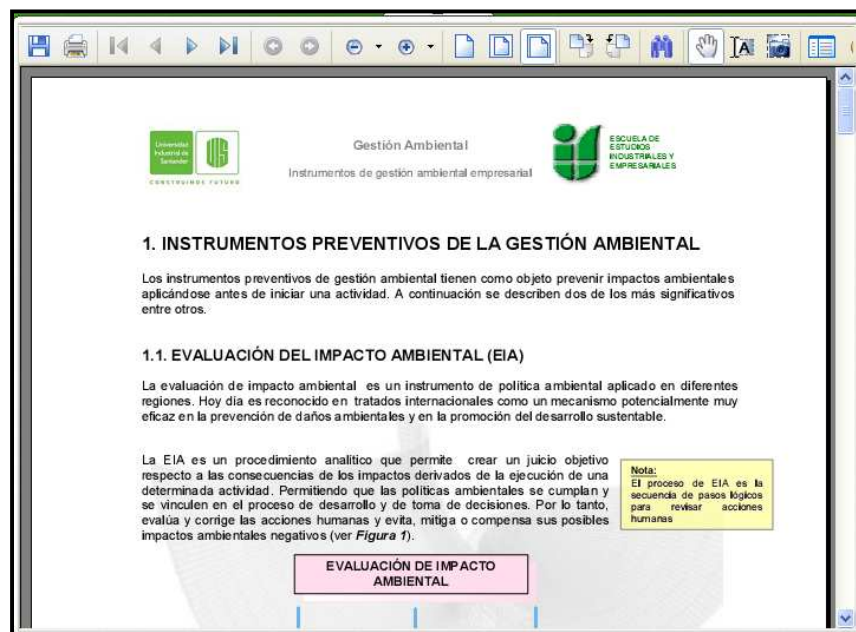 Universidad
Industrial de
Santander
UIS
CONSTRUIMOS FUTURO
Gestión Ambiental
Instrumentos de gestión ambiental empresarial
ESCUELA DE
ESTUDIOS
INDUSTRIALES Y
EMPRESARIALES
1. INSTRUMENTOS PREVENTIVOS DE LA GESTIÓN AMBIENTAL
Los instrumentos preventivos de gestión ambiental tienen como objeto prevenir impactos ambientales
aplicándose antes de iniciar una actividad. A continuación se describen dos de los más significativos
entre otros.
1.1. EVALUACIÓN DEL IMPACTO AMBIENTAL (EIA)
La evaluación de impacto ambiental es un instrumento de política ambiental aplicado en diferentes
regiones. Hoy día es reconocido en tratados internacionales como un mecanismo potencialmente muy
eficaz en la prevención de daños ambientales y en la promoción del desarrollo sustentable.
La EIA es un procedimiento analítico que permite crear un juicio objetivo
respecto a las consecuencias de los impactos derivados de la ejecución de una
determinada actividad. Permitiendo que las políticas ambientales se cumplan y
se vinculen en el proceso de desarrollo y de toma de decisiones. Por lo tanto,
evalúa y corrige las acciones humanas y evita, mitiga o compensa sus posibles
impactos ambientales negativos (ver Figura 1).
Nota:
El proceso de EIA es la
secuencia de pasos lógicos
para revisar acciones
humanas
EVALUACIÓN DE IMPACTO
AMBIENTAL